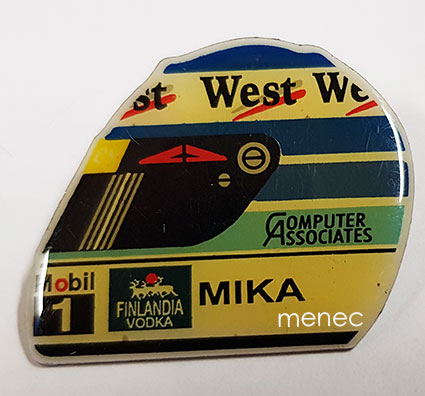 st West We
COMPUTER
ASSOCIATES
Mobil
1
FINLANDIA
VODKA
MIKA
menec